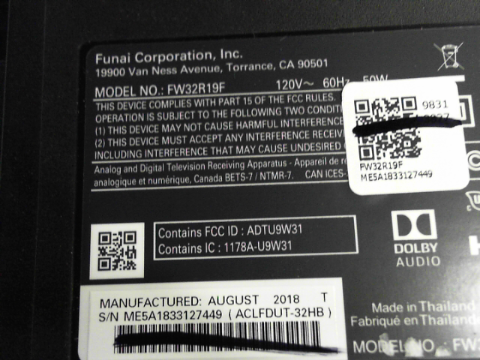 Funai Corporation, Inc.
19900 Van Ness Avenue, Torrance, CA 90501
MODEL NO.: FW32R19F 120V~ 60Hz 50W
THIS DEVICE COMPLIES WITH PART 15 OF THE FCC RULES.
OPERATION IS SUBJECT TO THE FOLLOWING TWO CONDITIO
(1) THIS DEVICE MAY NOT CAUSE HARMFUL INTERFEREN
(2) THIS DEVICE MUST ACCEPT ANY INTERFERENCE RECEIV
INCLUDING INTERFERENCE THAT MAY CAUSE UNDESIRED O
Analog and Digital Television Receiving Apparatus - Appareil de ré
analogique et numérique, Canada BETS-7 / NTMR-7. CAN ICES-
9831
FW32R19F
ME5A1833127449
Contains FCC ID : ADTU9W31
Contains IC : 1178A-U9W31
DOLBY
AUDIO
MANUFACTURED: AUGUST 2018 T
S/N ME5A1833127449 ( ACLFDUT-32HB )
Made in Thailand
Fabriqué en Thaïland
MODEL NO. : FW3